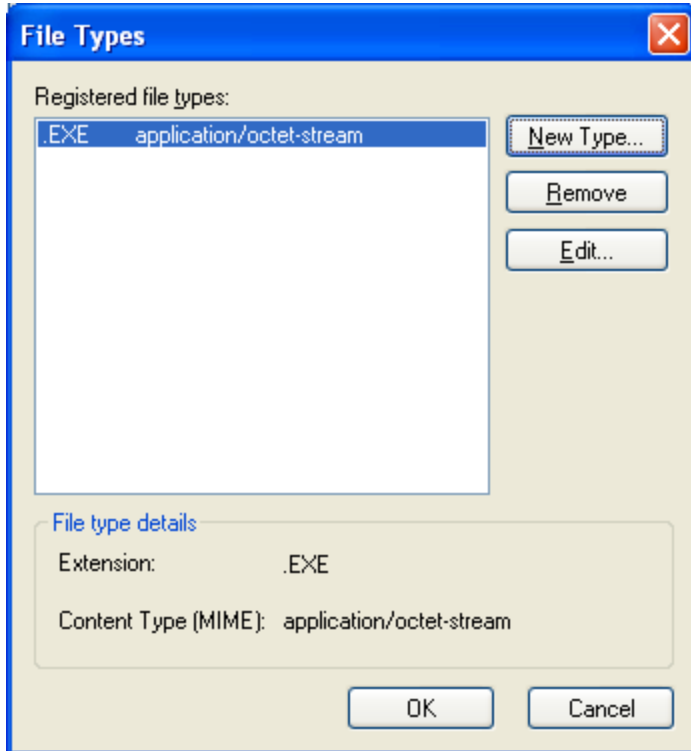 File Types
Registered file types:
.EXE application/octet-stream
New Type...
Remove
Edit...
File type details
Extension: .EXE
Content Type (MIME): application/octet-stream
OK Cancel